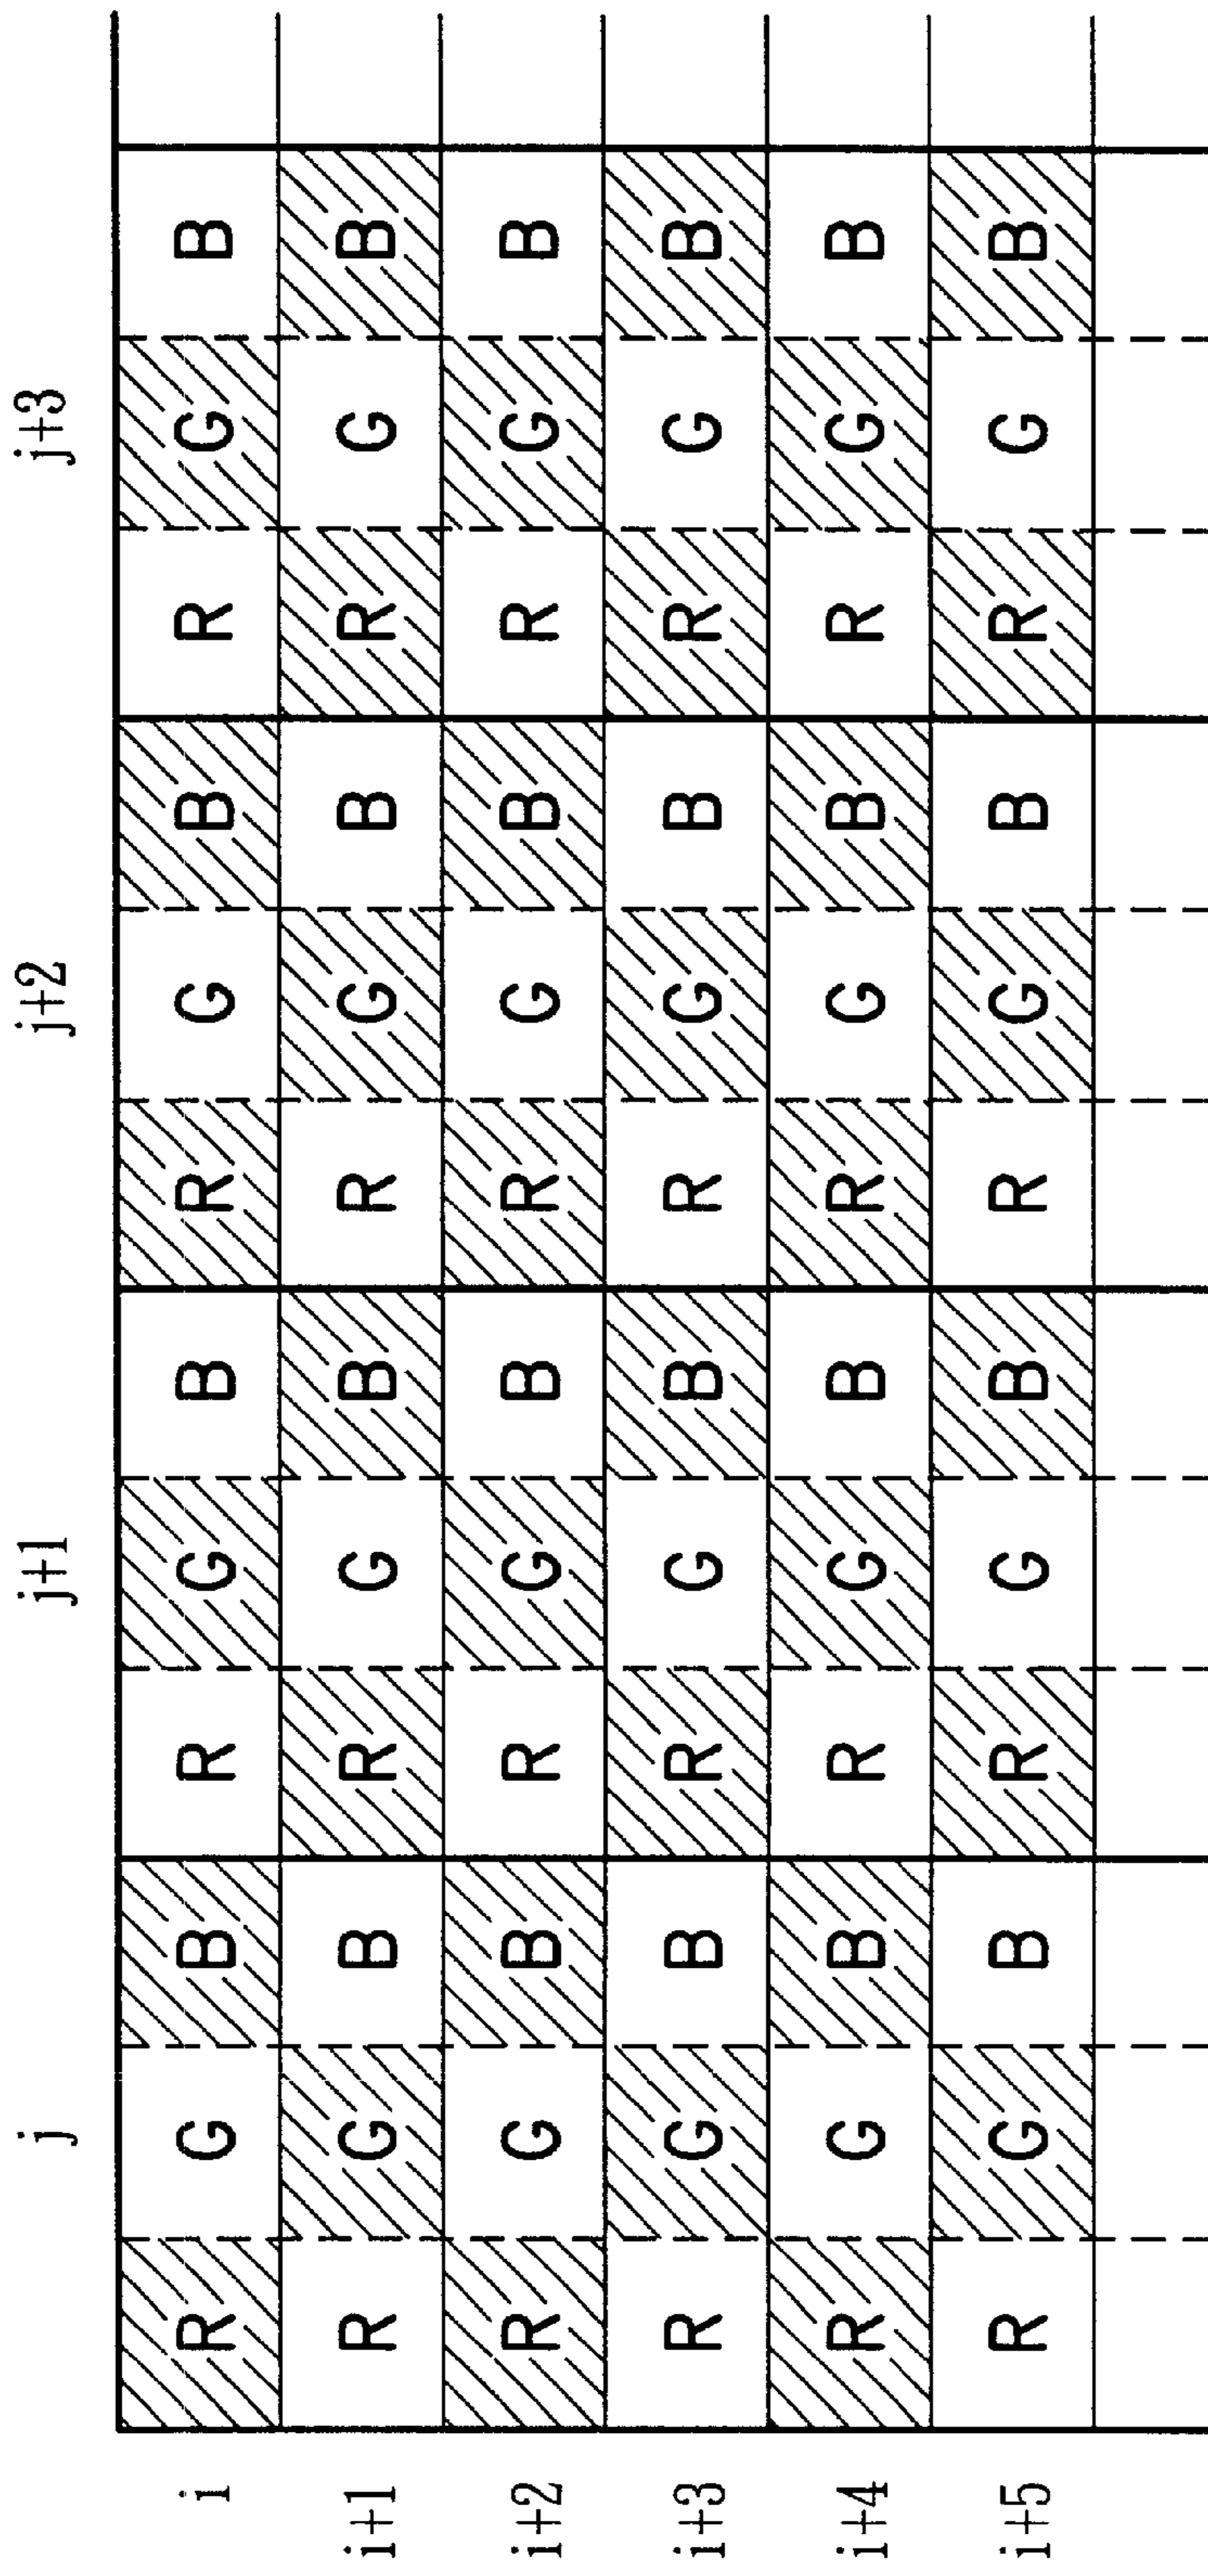 j j+1 j+2 j+3
i R G B R G B R G B R G B
i+1 R G B R G B R G B R G B
i+2 R G B R G B R G B R G B
i+3 R G B R G B R G B R G B
i+4 R G B R G B R G B R G B
i+5 R G B R G B R G B R G B